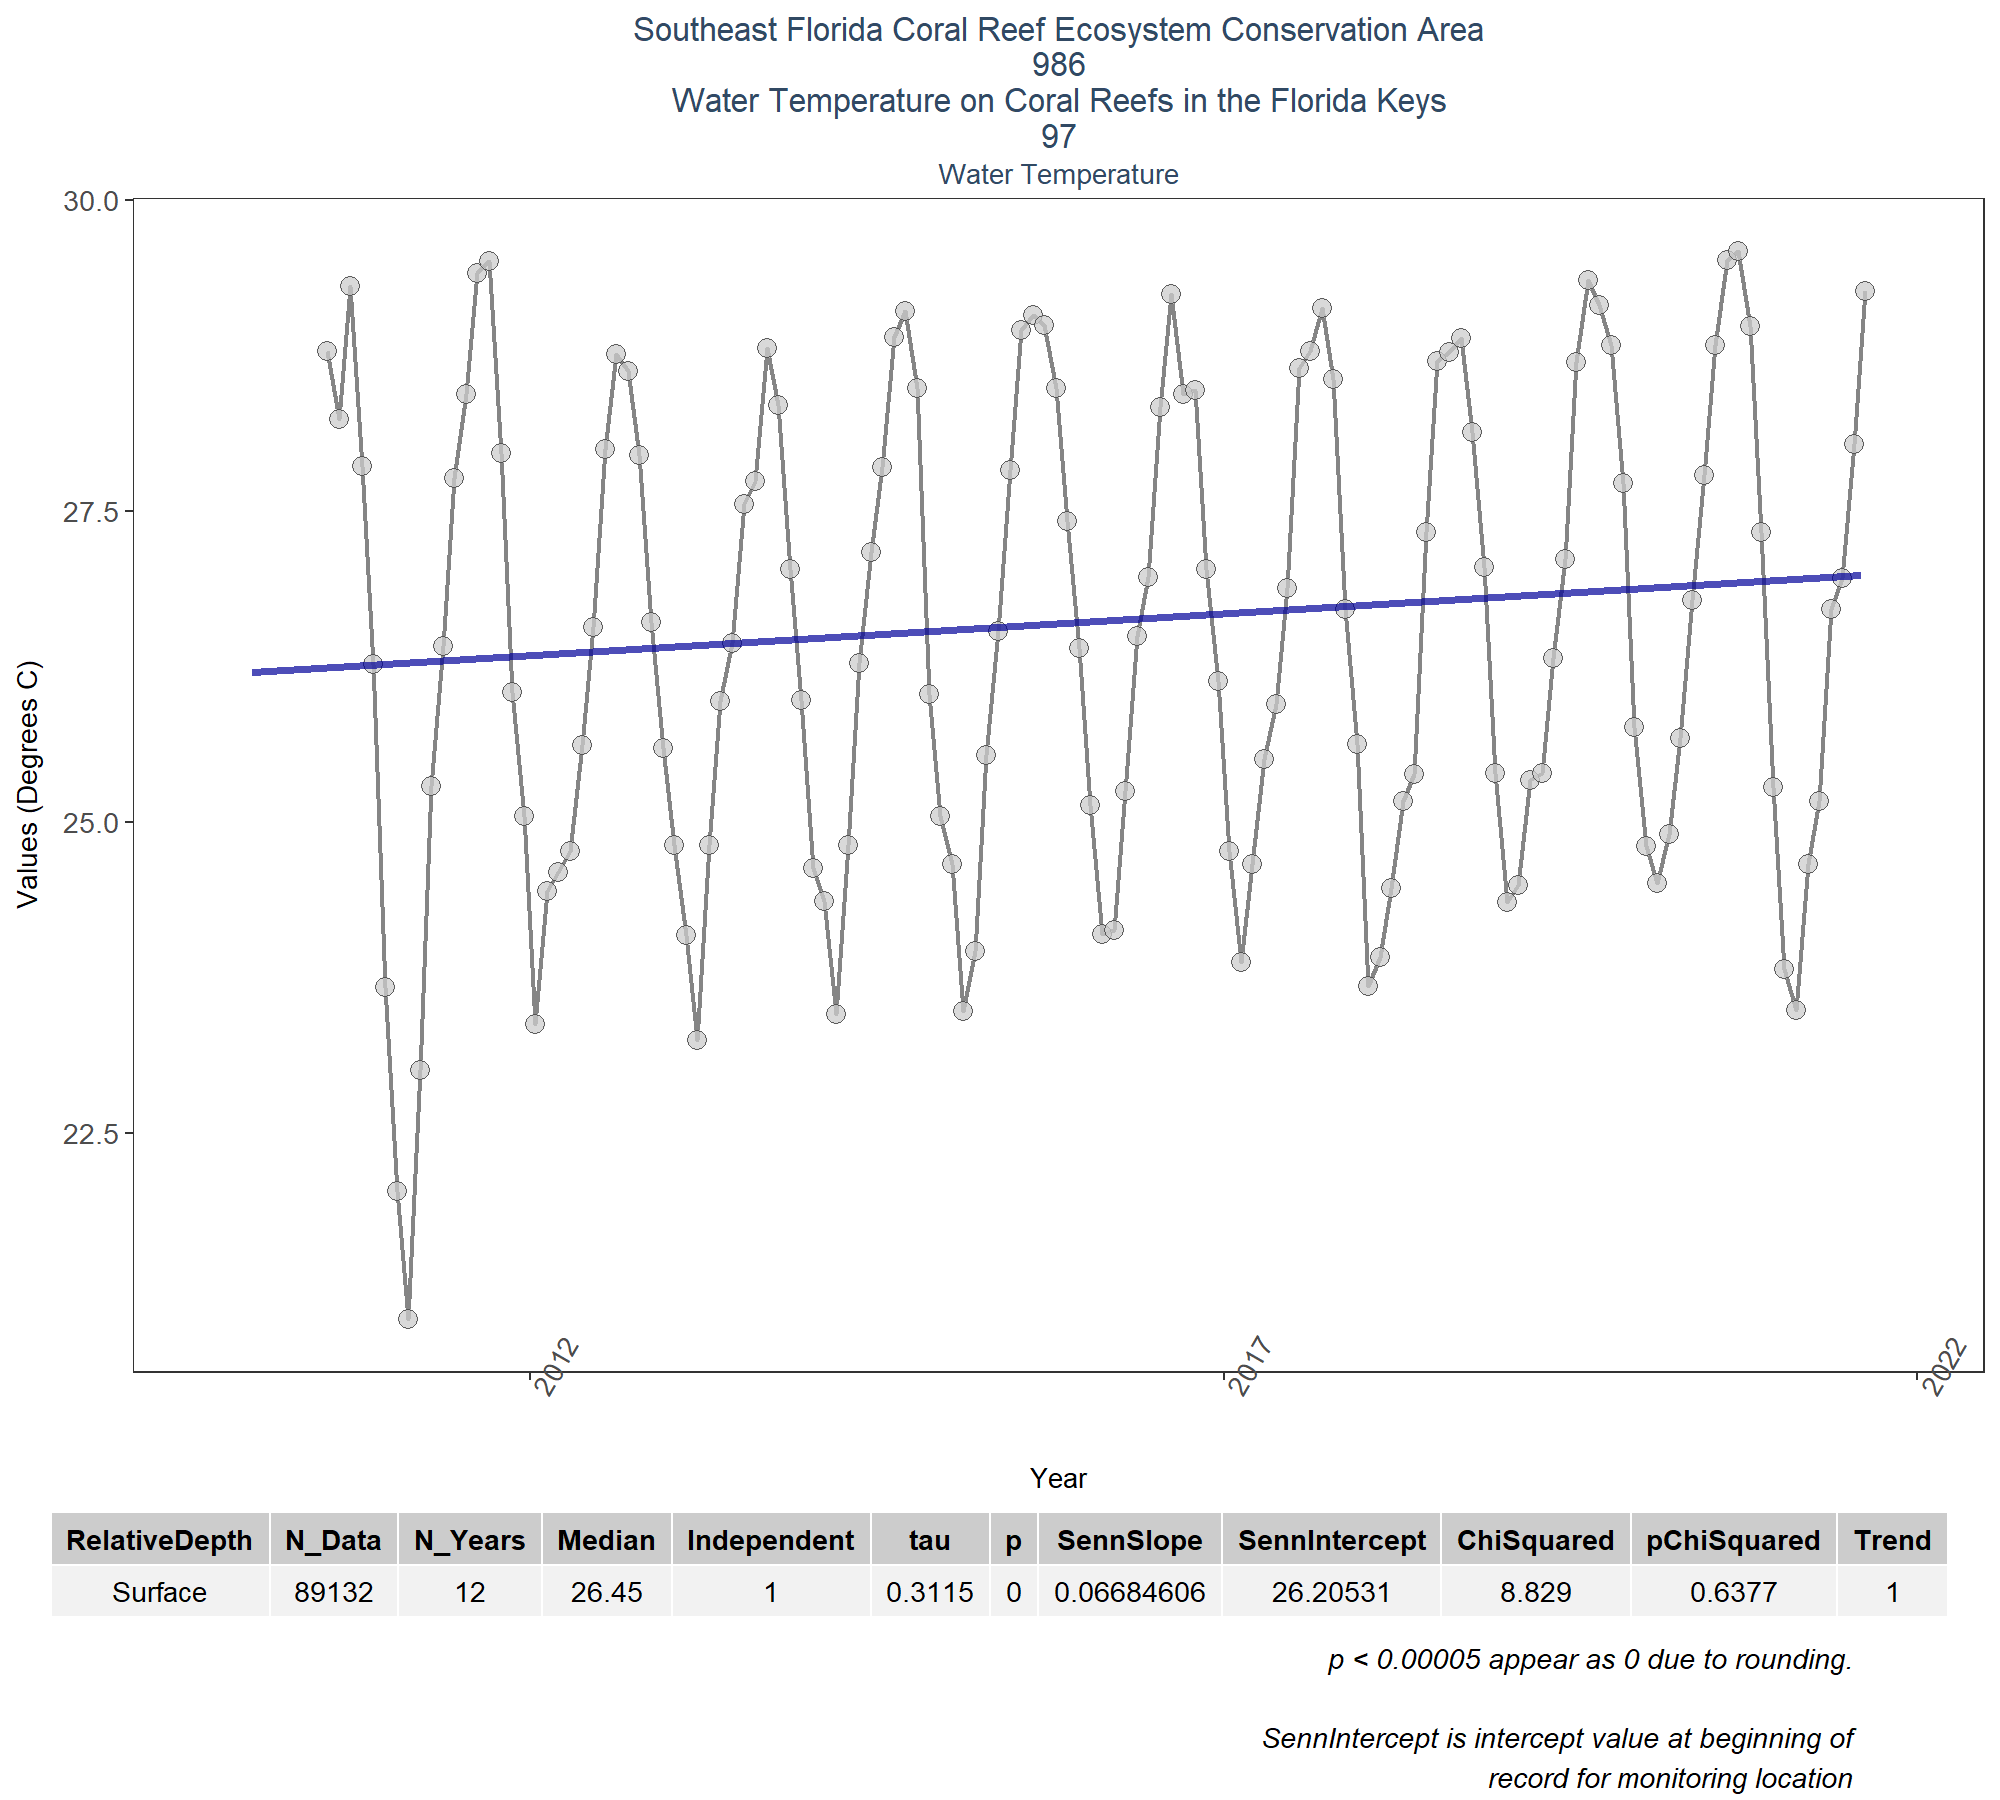 Southeast Florida Coral Reef Ecosystem Conservation Area
986
Water Temperature on Coral Reefs in the Florida Keys
97
Water Temperature
30.0
27.5
25.0
22.5
Values (Degrees C)
2012
2017
2022
Year
RelativeDepth N_Data N_Years Median Independent tau p SennSlope SennIntercept ChiSquared pChiSquared Trend
Surface 89132 12 26.45 1 0.3115 0 0.06684606 26.20531 8.829 0.6377 1
p < 0.00005 appear as 0 due to rounding.
SennIntercept is intercept value at beginning of
record for monitoring location